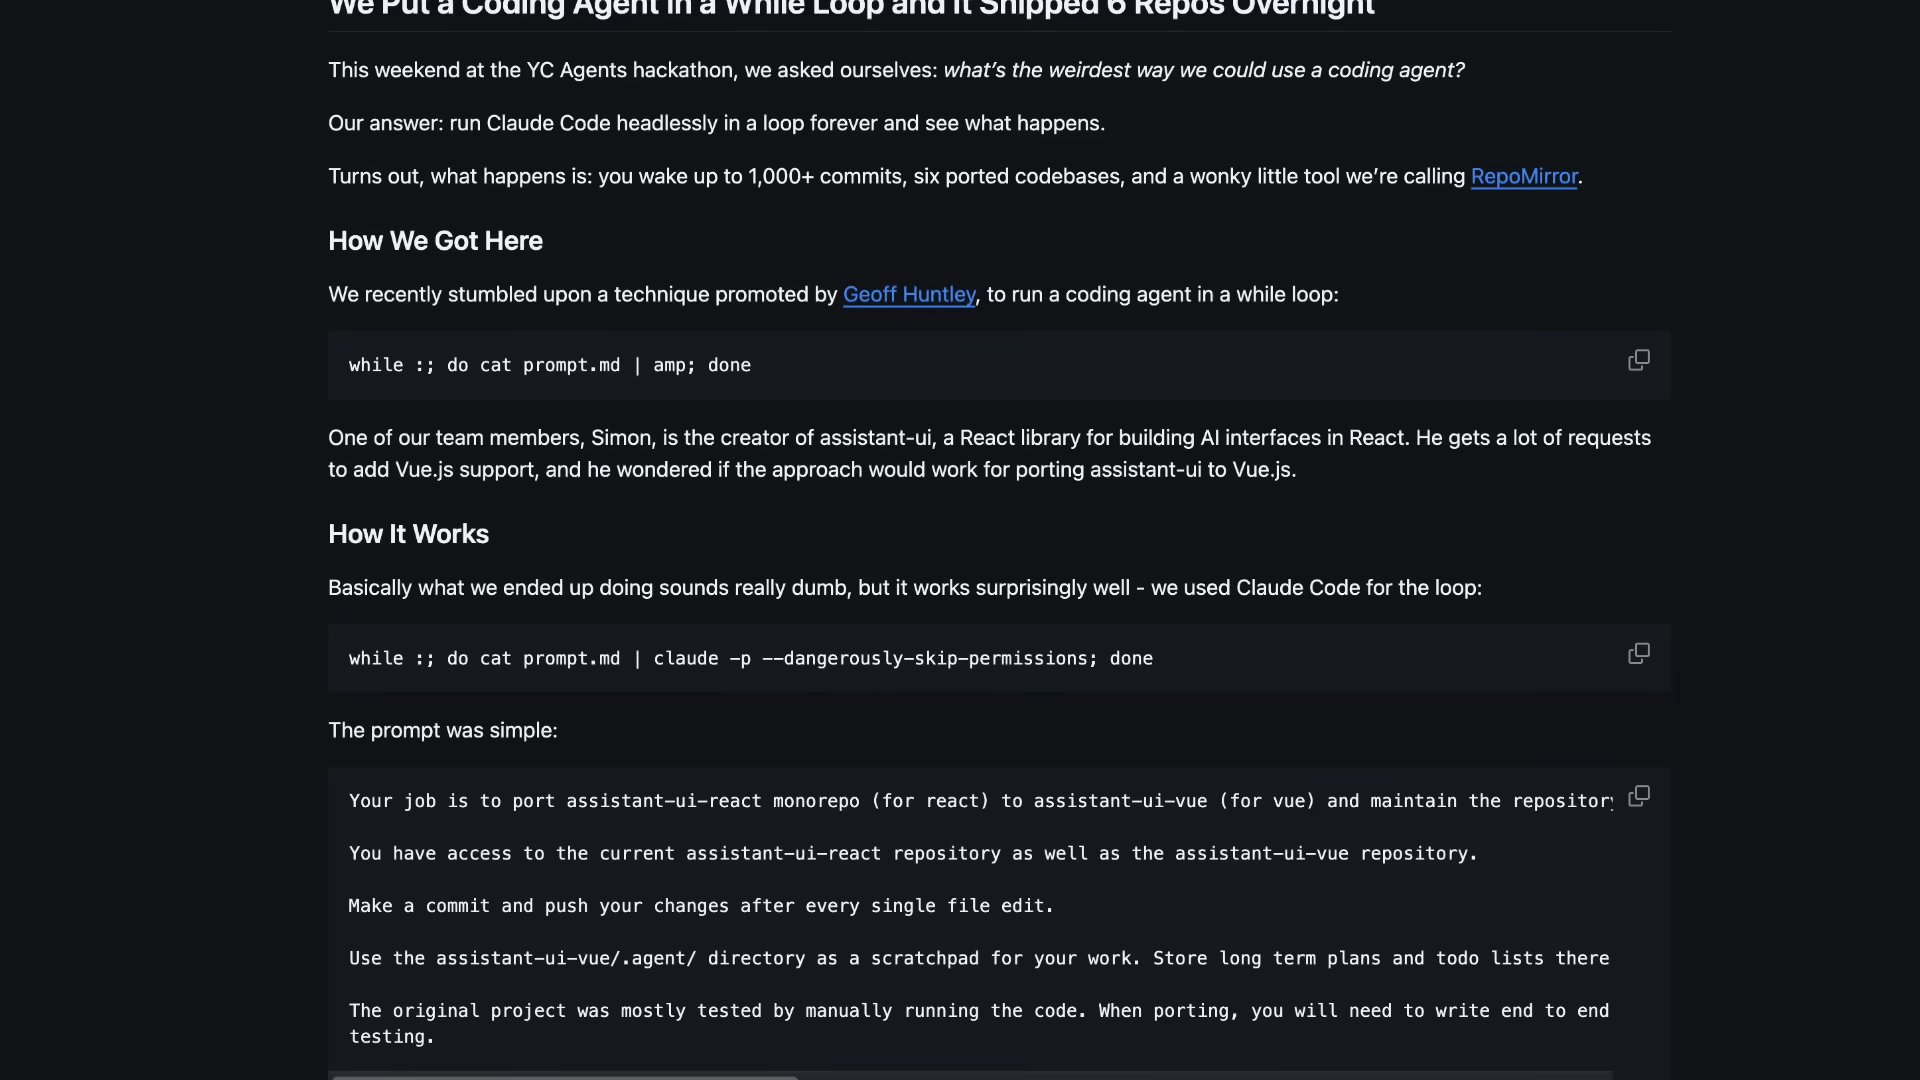 We Put a Coding Agent in a While Loop and It Shipped 6 Repos Overnight
This weekend at the YC Agents hackathon, we asked ourselves: what’s the weirdest way we could use a coding agent?
Our answer: run Claude Code headlessly in a loop forever and see what happens.
Turns out, what happens is: you wake up to 1,000+ commits, six ported codebases, and a wonky little tool we’re calling RepoMirror.
How We Got Here
We recently stumbled upon a technique promoted by Geoff Huntley, to run a coding agent in a while loop:
while :; do cat prompt.md | amp; done
One of our team members, Simon, is the creator of assistant-ui, a React library for building AI interfaces in React. He gets a lot of requests
to add Vue.js support, and he wondered if the approach would work for porting assistant-ui to Vue.js.
How It Works
Basically what we ended up doing sounds really dumb, but it works surprisingly well - we used Claude Code for the loop:
while :; do cat prompt.md | claude -p --dangerously-skip-permissions; done
The prompt was simple:
Your job is to port assistant-ui-react monorepo (for react) to assistant-ui-vue (for vue) and maintain the repository
You have access to the current assistant-ui-react repository as well as the assistant-ui-vue repository.
Make a commit and push your changes after every single file edit.
Use the assistant-ui-vue/.agent/ directory as a scratchpad for your work. Store long term plans and todo lists there
The original project was mostly tested by manually running the code. When porting, you will need to write end to end
testing.